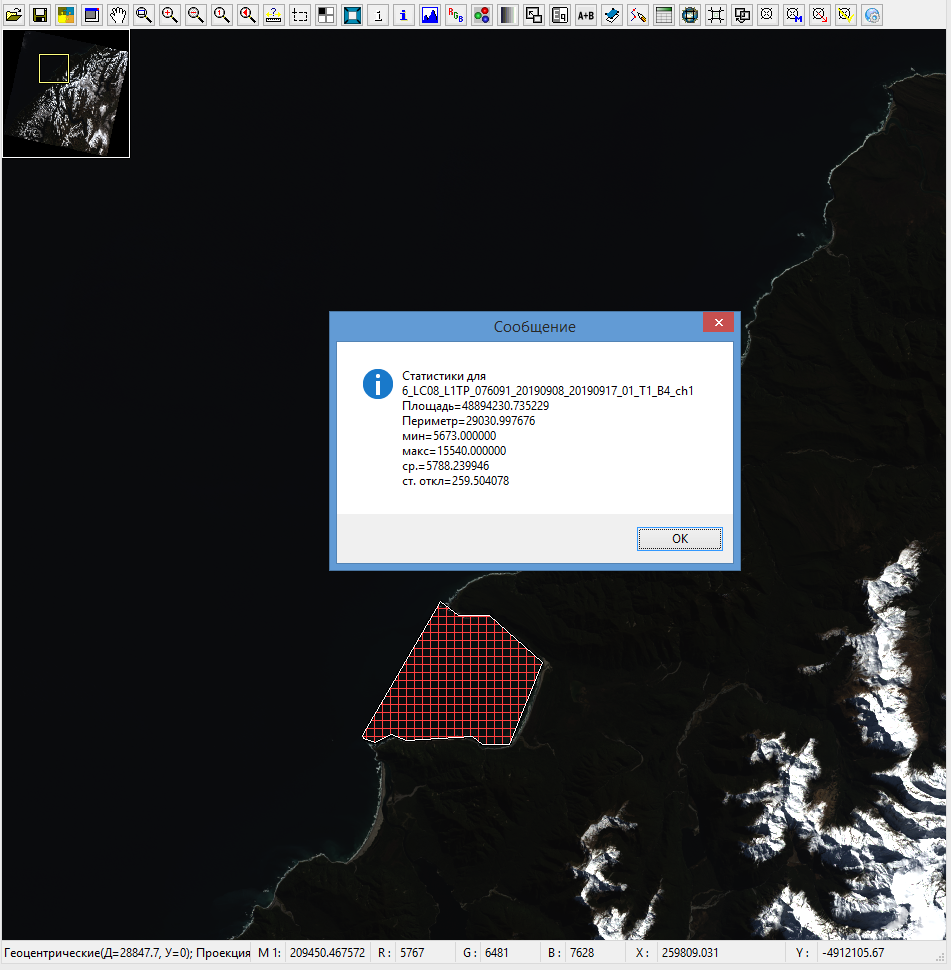 1
i
i
RGB
A+B
M
Сообщение
Статистики для
6_LC08_L1TP_076091_20190908_20190917_01_T1_B4_ch1
Площадь=48894230.735229
Периметр=29030.997676
мин=5673.000000
макс=15540.000000
ср.=5788.239946
ст. откл=259.504078
OK
Геоцентрические(Д=28847.7, У=0); Проекция M 1: 209450.467572 R: 5767 G: 6481 B: 7628 X: 259809.031 Y: -4912105.67